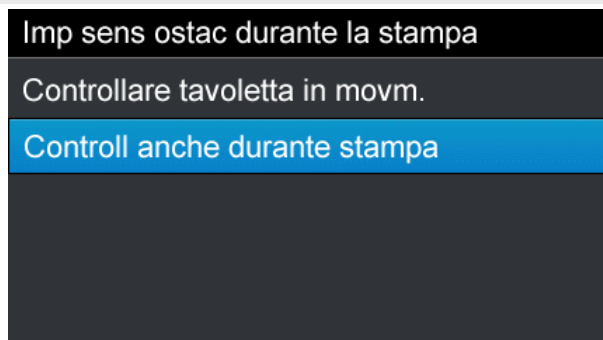 Imp sens ostac durante la stampa
Controllare tavoletta in movm.
Controll anche durante stampa